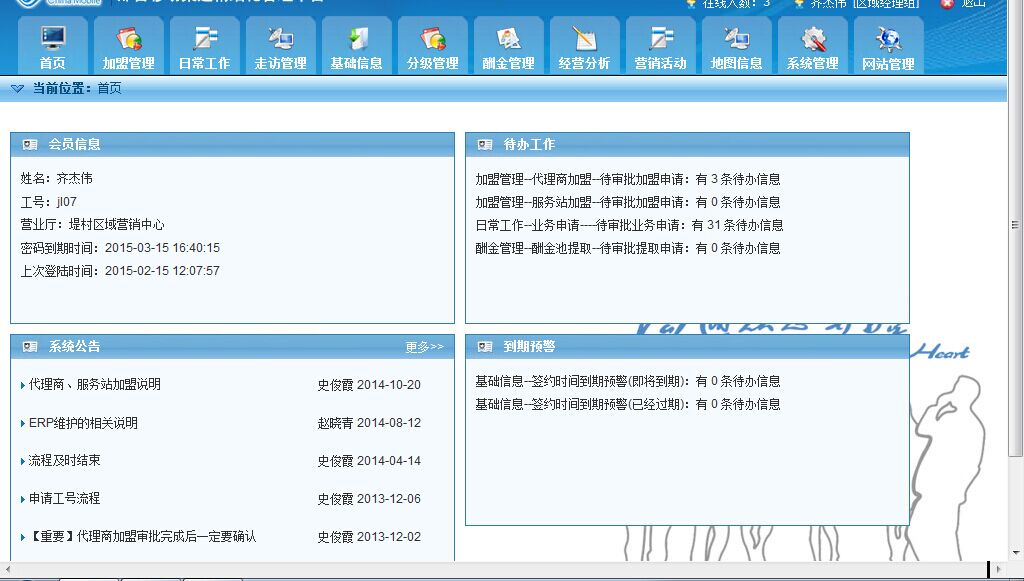 China Mobile
在线人数：3 齐杰伟 [区域经理组] 退出
首页 加盟管理 日常工作 走访管理 基础信息 分级管理 酬金管理 经营分析 营销活动 地图信息 系统管理 网站管理
当前位置：首页
会员信息
姓名：齐杰伟
工号：jl07
营业厅：堤村区域营销中心
密码到期时间：2015-03-15 16:40:15
上次登陆时间：2015-02-15 12:07:57
待办工作
加盟管理--代理商加盟--待审批加盟申请：有 3 条待办信息
加盟管理--服务站加盟--待审批加盟申请：有 0 条待办信息
日常工作--业务申请----待审批业务申请：有 31 条待办信息
酬金管理--酬金池提取--待审批提取申请：有 0 条待办信息
系统公告 更多>>
代理商、服务站加盟说明 史俊霞 2014-10-20
ERP维护的相关说明 赵晓青 2014-08-12
流程及时结束 史俊霞 2014-04-14
申请工号流程 史俊霞 2013-12-06
【重要】代理商加盟审批完成后一定要确认 史俊霞 2013-12-02
到期预警
基础信息--签约时间到期预警(即将到期)：有 0 条待办信息
基础信息--签约时间到期预警(已经过期)：有 0 条待办信息
Heart